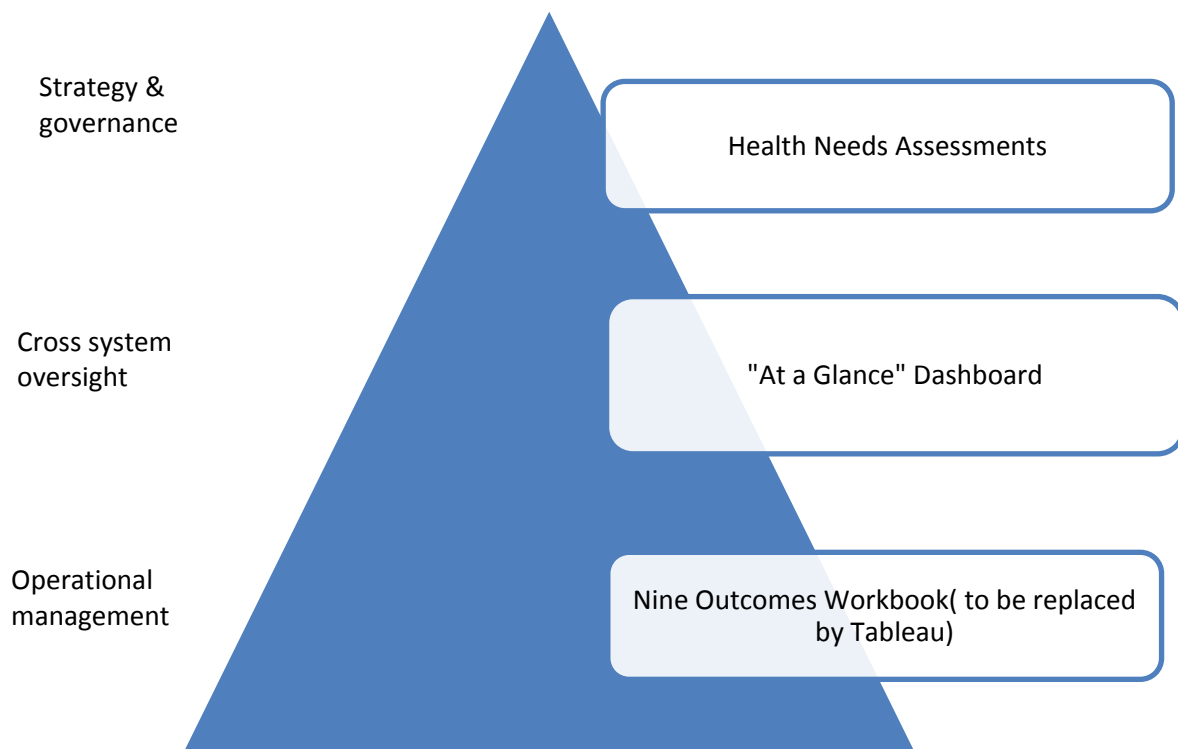 Strategy &
governance
Health Needs Assessments
Cross system
oversight
"At a Glance" Dashboard
Operational
management
Nine Outcomes Workbook( to be replaced
by Tableau)